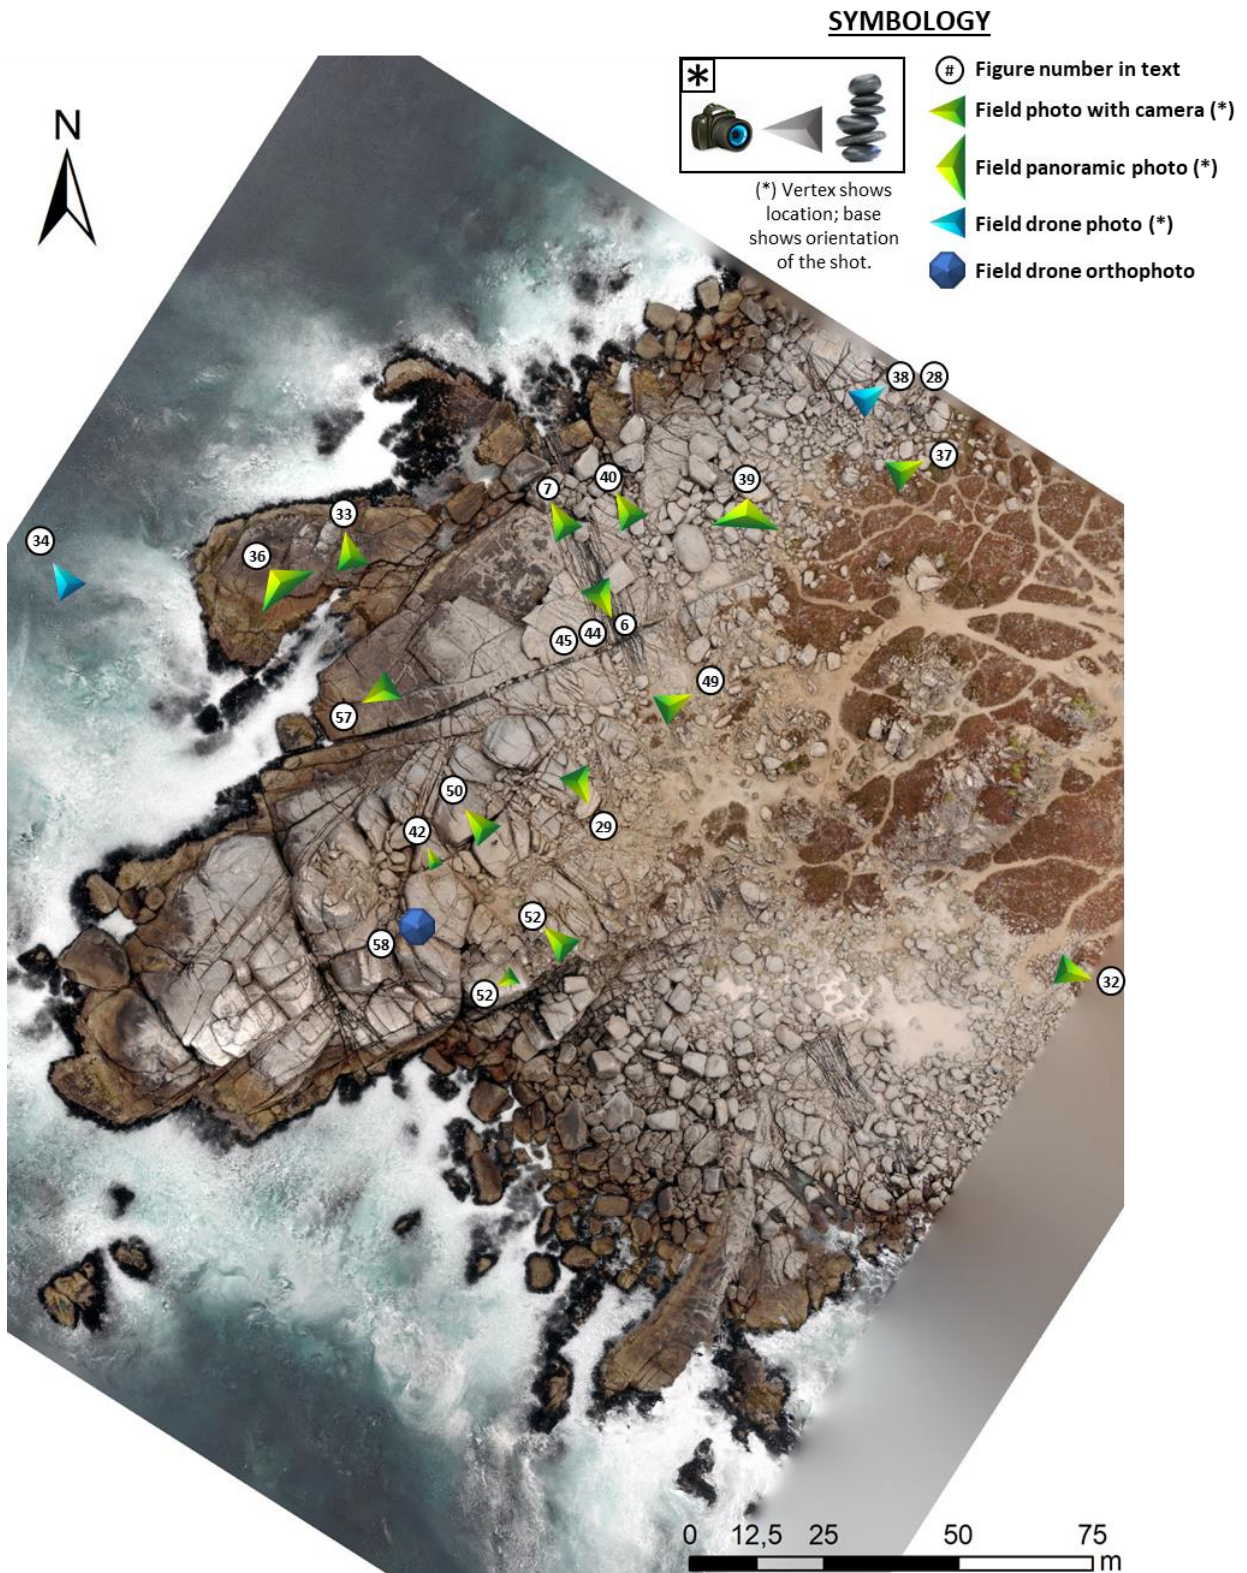 SYMBOLOGY
*
# Figure number in text
Field photo with camera (*)
Field panoramic photo (*)
(*) Vertex shows
location; base
shows orientation
of the shot.
Field drone photo (*)
Field drone orthophoto
N
38 28
37
39
40
7
33
34
36
45 44 6
49
57
50
29
42
52
58
52
32
0 12,5 25 50 75
m